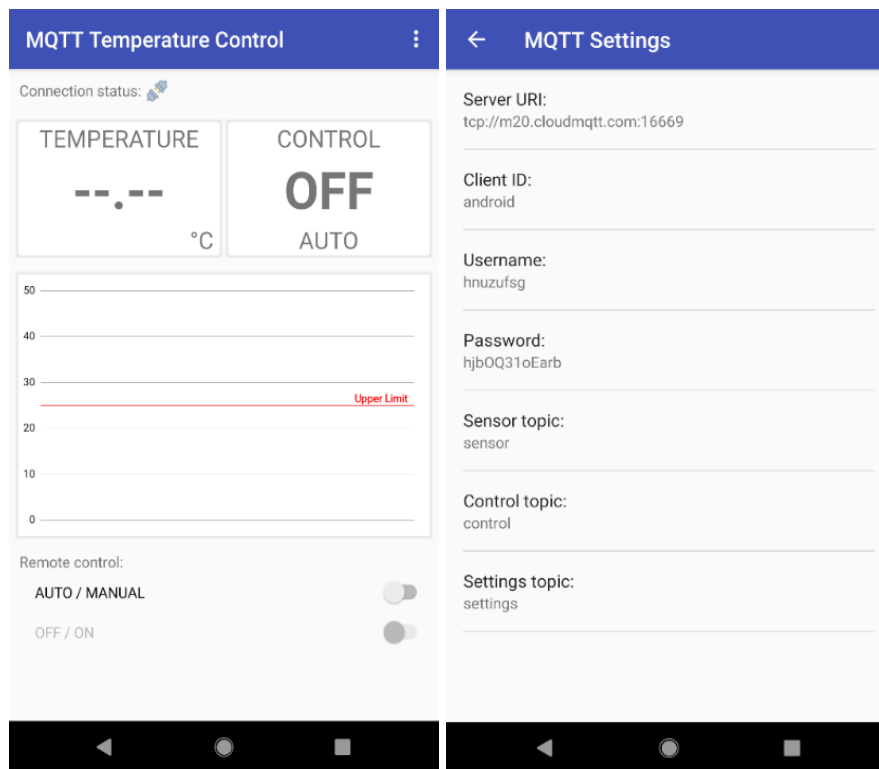 MQTT Temperature Control
Connection status:
TEMPERATURE
--.--
°C
CONTROL
OFF
AUTO
50
40
30
Upper Limit
20
10
0
Remote control:
AUTO / MANUAL
OFF / ON
MQTT Settings
Server URI:
tcp://m20.cloudmqtt.com:16669
Client ID:
android
Username:
hnuzufsg
Password:
hjbOQ31oEarb
Sensor topic:
sensor
Control topic:
control
Settings topic:
settings